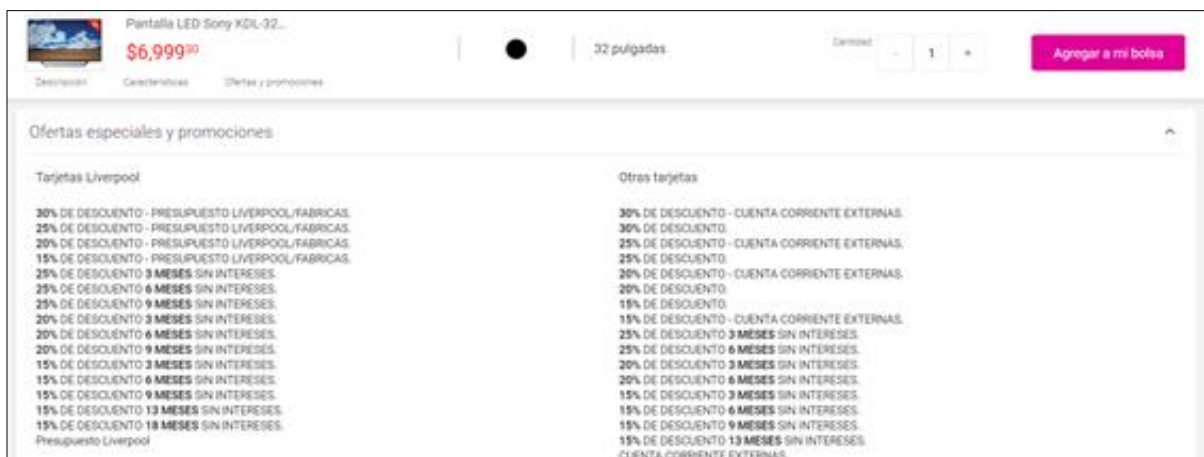 Pantalla LED Sony KDL-32...
$6,999
32 pulgadas
Cantidad
- 1 +
Agregar a mi bolsa
Descripción Características Ofertas y promociones
Ofertas especiales y promociones
Tarjetas Liverpool
30% DE DESCUENTO - PRESUPUESTO LIVERPOOL/FABRICAS.
25% DE DESCUENTO - PRESUPUESTO LIVERPOOL/FABRICAS.
20% DE DESCUENTO - PRESUPUESTO LIVERPOOL/FABRICAS.
15% DE DESCUENTO - PRESUPUESTO LIVERPOOL/FABRICAS.
25% DE DESCUENTO 3 MESES SIN INTERESES.
25% DE DESCUENTO 6 MESES SIN INTERESES.
25% DE DESCUENTO 9 MESES SIN INTERESES.
20% DE DESCUENTO 3 MESES SIN INTERESES.
20% DE DESCUENTO 6 MESES SIN INTERESES.
20% DE DESCUENTO 9 MESES SIN INTERESES.
15% DE DESCUENTO 3 MESES SIN INTERESES.
15% DE DESCUENTO 6 MESES SIN INTERESES.
15% DE DESCUENTO 9 MESES SIN INTERESES.
15% DE DESCUENTO 13 MESES SIN INTERESES.
15% DE DESCUENTO 18 MESES SIN INTERESES.
Presupuesto Liverpool
Otras tarjetas
30% DE DESCUENTO - CUENTA CORRIENTE EXTERNAS.
30% DE DESCUENTO.
25% DE DESCUENTO - CUENTA CORRIENTE EXTERNAS.
25% DE DESCUENTO.
20% DE DESCUENTO - CUENTA CORRIENTE EXTERNAS.
20% DE DESCUENTO.
15% DE DESCUENTO.
15% DE DESCUENTO - CUENTA CORRIENTE EXTERNAS.
25% DE DESCUENTO 3 MESES SIN INTERESES.
25% DE DESCUENTO 6 MESES SIN INTERESES.
20% DE DESCUENTO 3 MESES SIN INTERESES.
20% DE DESCUENTO 6 MESES SIN INTERESES.
15% DE DESCUENTO 3 MESES SIN INTERESES.
15% DE DESCUENTO 6 MESES SIN INTERESES.
15% DE DESCUENTO 9 MESES SIN INTERESES.
15% DE DESCUENTO 13 MESES SIN INTERESES.
CUENTA CORRIENTE EXTERNAS